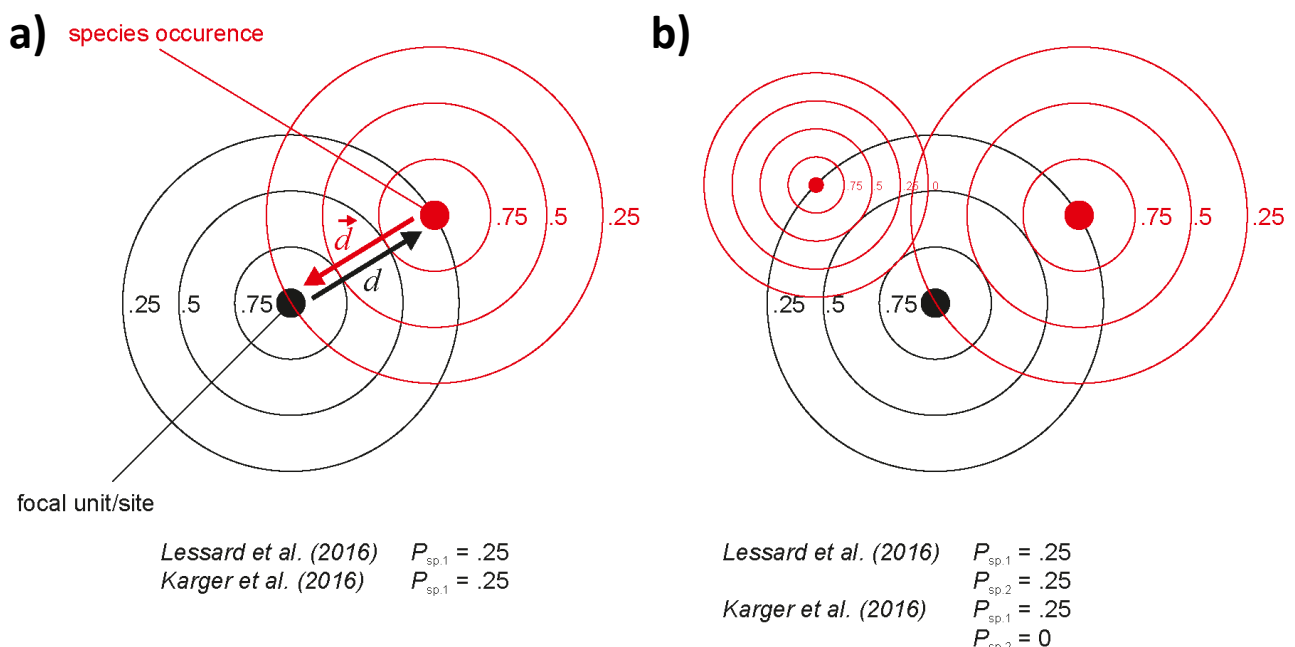 a)
species occurence
.75 .5 .25
d
d
.25 .5 .75
focal unit/site
Lessard et al. (2016) Psp.1 = .25
Karger et al. (2016) Psp.1 = .25
b)
.75 .5 .25 0
.75 .5 .25
.25 .5 .75
Lessard et al. (2016) Psp.1 = .25
Psp.2 = .25
Karger et al. (2016) Psp.1 = .25
Psp.2 = 0